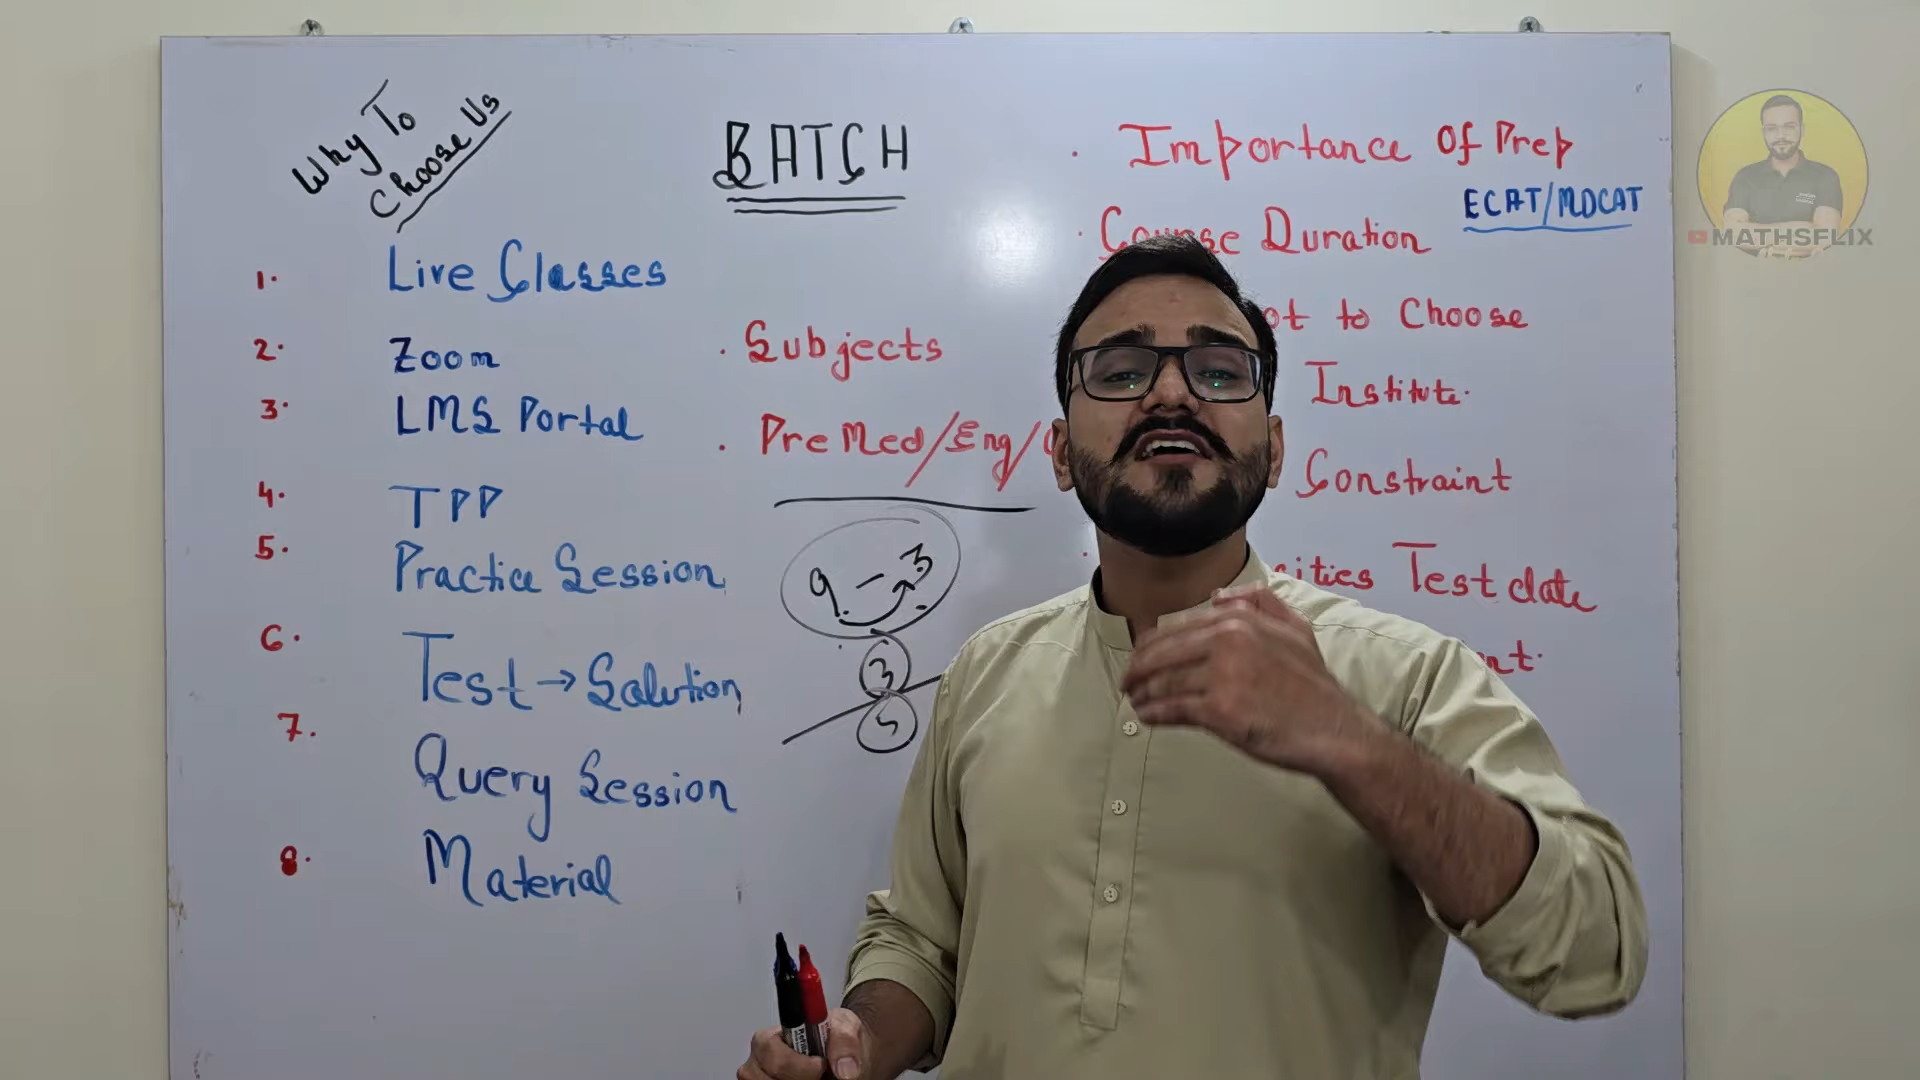 Why To
Choose Us
1. Live Classes
2. Zoom
3. LMS Portal
4. TPP
5. Practice Session
6. Test → Solution
7. Query Session
8. Material
BATCH
· Subjects
· Pre Med/Eng/
9 - 3
3
5
· Importance Of Prep
ECAT/MDCAT
· Course Duration
to Choose
Institute.
Constraint
Test date
MATHSFLIX